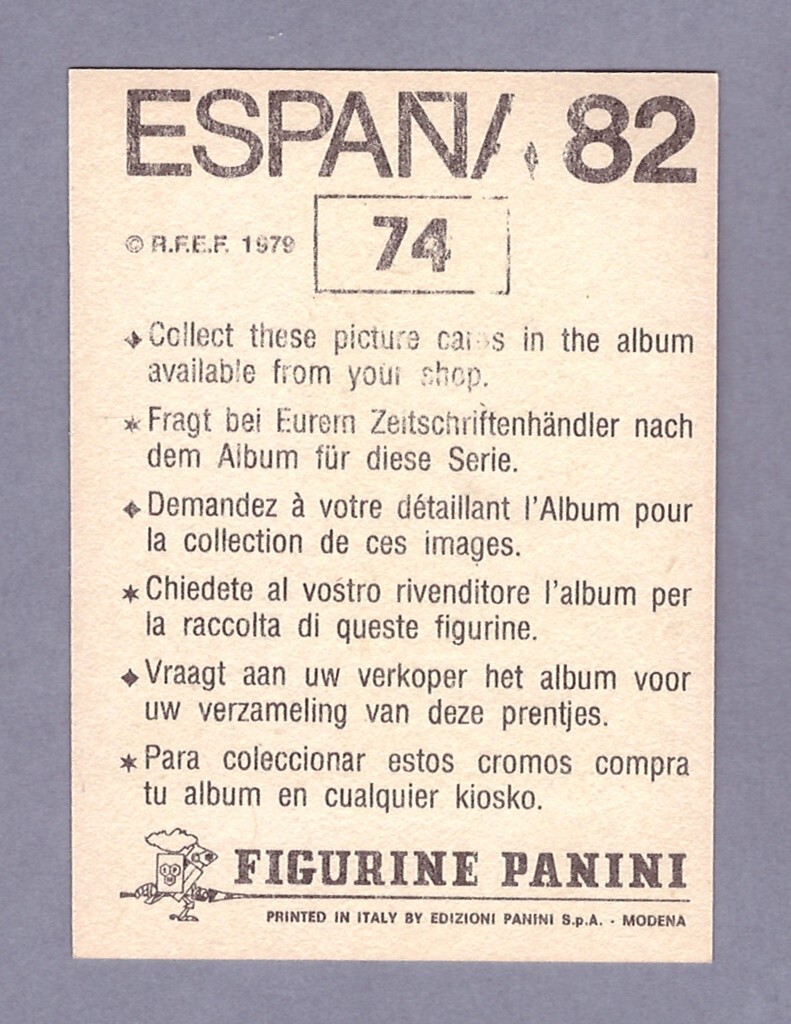 ESPAÑA 82
© R.F.E.F. 1979
74
Collect these picture cards in the album
available from your shop.
Fragt bei Eurem Zeitschriftenhändler nach
dem Album für diese Serie.
Demandez à votre détaillant l'Album pour
la collection de ces images.
Chiedete al vostro rivenditore l'album per
la raccolta di queste figurine.
Vraagt aan uw verkoper het album voor
uw verzameling van deze prentjes.
Para coleccionar estos cromos compra
tu album en cualquier kiosko.
FIGURINE PANINI
PRINTED IN ITALY BY EDIZIONI PANINI S.p.A. - MODENA